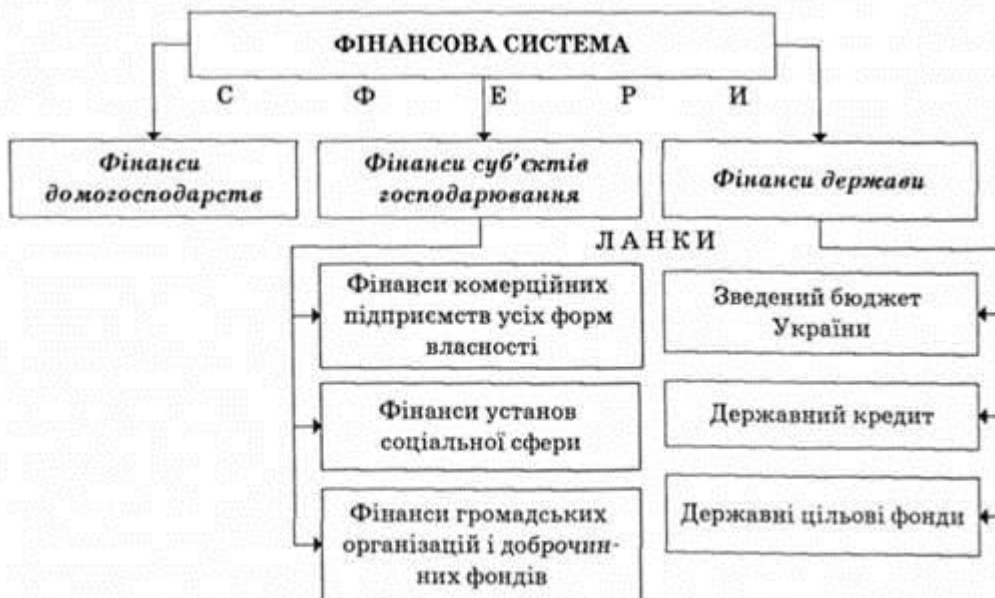 ФІНАНСОВА СИСТЕМА
С Ф Е Р И
Фінанси
домогосподарств
Фінанси суб’єктів
господарювання
Фінанси держави
ЛАНКИ
Фінанси комерційних
підприємств усіх форм
власності
Зведений бюджет
України
Фінанси установ
соціальної сфери
Державний кредит
Фінанси громадських
організацій і доброчин-
них фондів
Державні цільові фонди